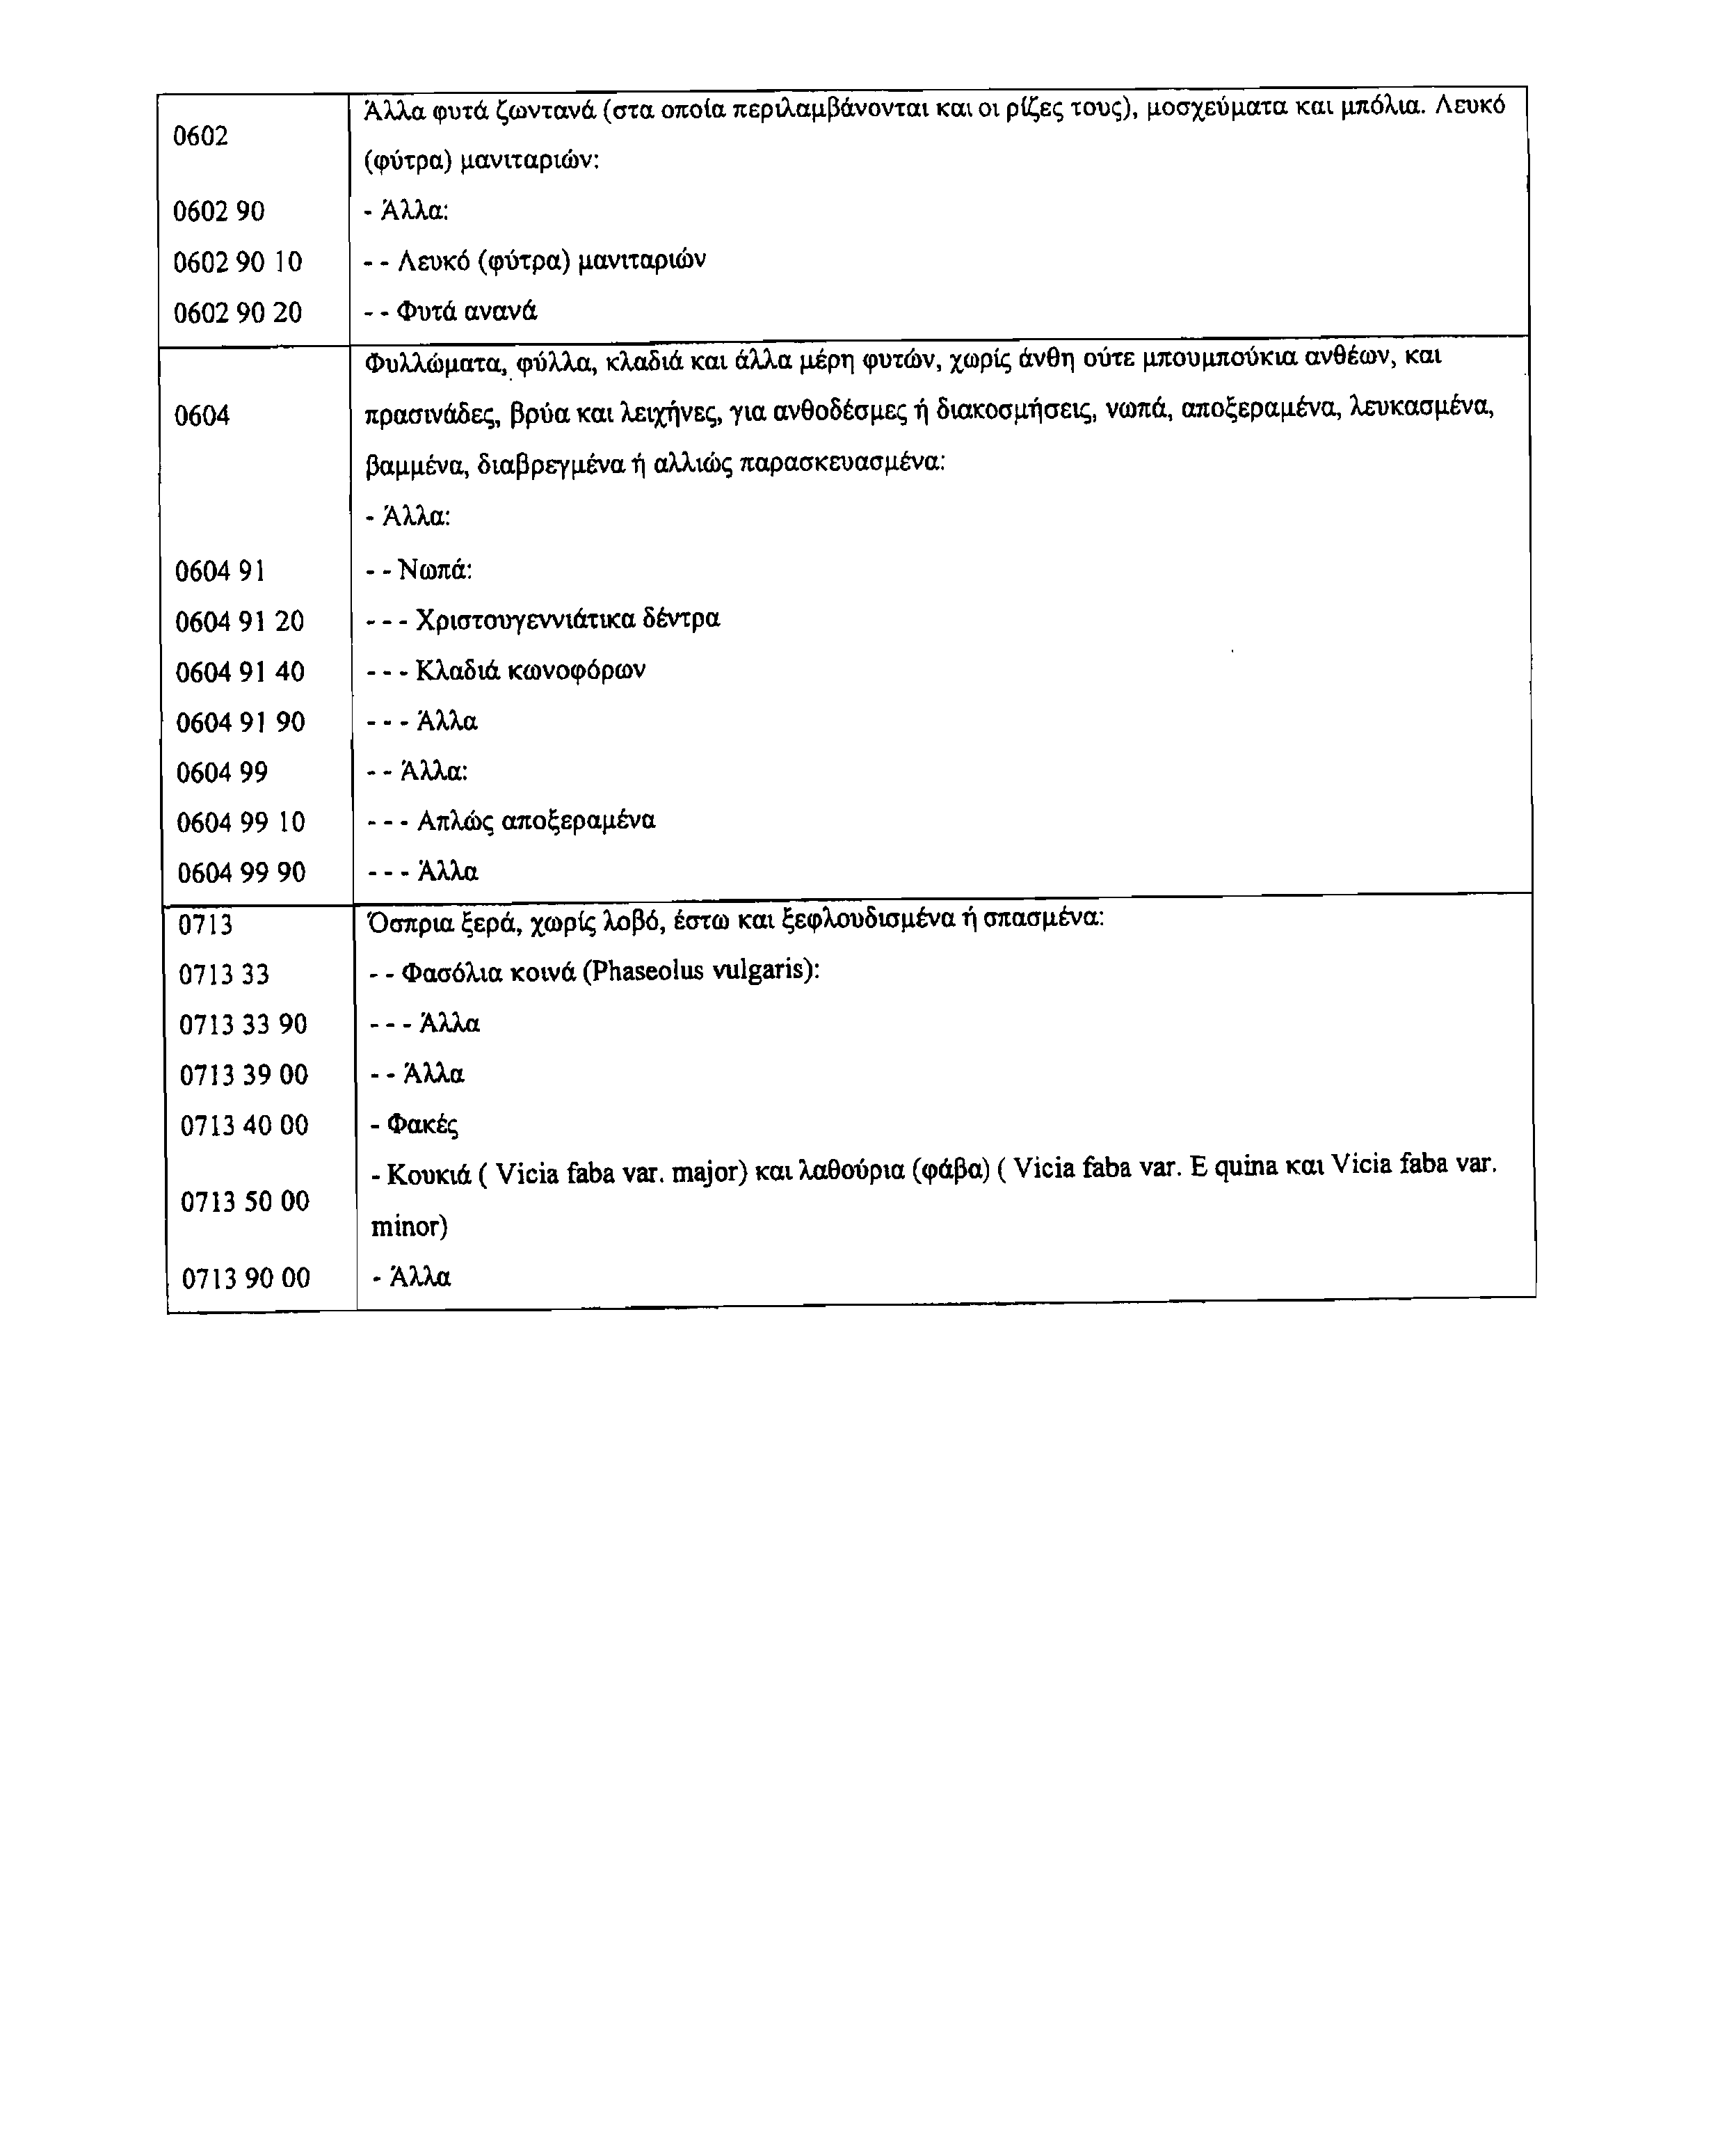 Άλλα φυτά ζωντανά (στα οποία περιλαμβάνονται και οι ρίζες τους), μοσχεύματα και μπόλια. Λευκό
0602
(φύτρα) μανιταριών:
0602 90 - Άλλα:
0602 90 10 - - Λευκό (φύτρα) μανιταριών
0602 90 20 - - Φυτά ανανά
Φυλλώματα, φύλλα, κλαδιά και άλλα μέρη φυτών, χωρίς άνθη ούτε μπουμπούκια ανθέων, και
0604 πρασινάδες, βρύα και λειχήνες, για ανθοδέσμες ή διακοσμήσεις, νωπά, αποξεραμένα, λευκασμένα,
βαμμένα, διαβρεγμένα ή αλλιώς παρασκευασμένα:
- Άλλα:
0604 91 - - Νωπά:
0604 91 20 - - - Χριστουγεννιάτικα δέντρα
0604 91 40 - - - Κλαδιά κωνοφόρων
0604 91 90 - - - Άλλα
0604 99 - - Άλλα:
0604 99 10 - - - Απλώς αποξεραμένα
0604 99 90 - - - Άλλα
0713 Όσπρια ξερά, χωρίς λοβό, έστω και ξεφλουδισμένα ή σπασμένα:
0713 33 - - Φασόλια κοινά (Phaseolus vulgaris):
0713 33 90 - - - Άλλα
0713 39 00 - - Άλλα
0713 40 00 - Φακές
- Κουκιά ( Vicia faba var. major) και λαθούρια (φάβα) ( Vicia faba var. E quina και Vicia faba var.
0713 50 00
minor)
0713 90 00 - Άλλα